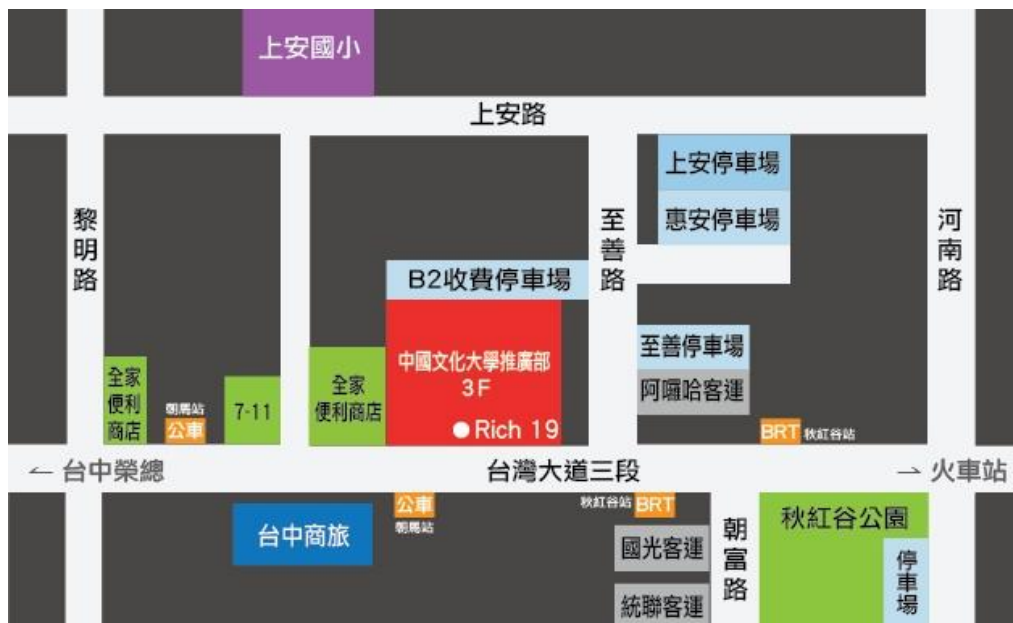 上安國小
上安路
上安停車場
惠安停車場
黎明路
至善路
河南路
B2收費停車場
中國文化大學推廣部
3F
Rich 19
至善停車場
阿囉哈客運
全家
便利
商店
朝馬站
公車
7-11
全家
便利商店
BRT 秋紅谷站
← 台中榮總
台灣大道三段
→ 火車站
公車
朝馬站
秋紅谷站 BRT
台中商旅
國光客運
統聯客運
朝富路
秋紅谷公園
停車場